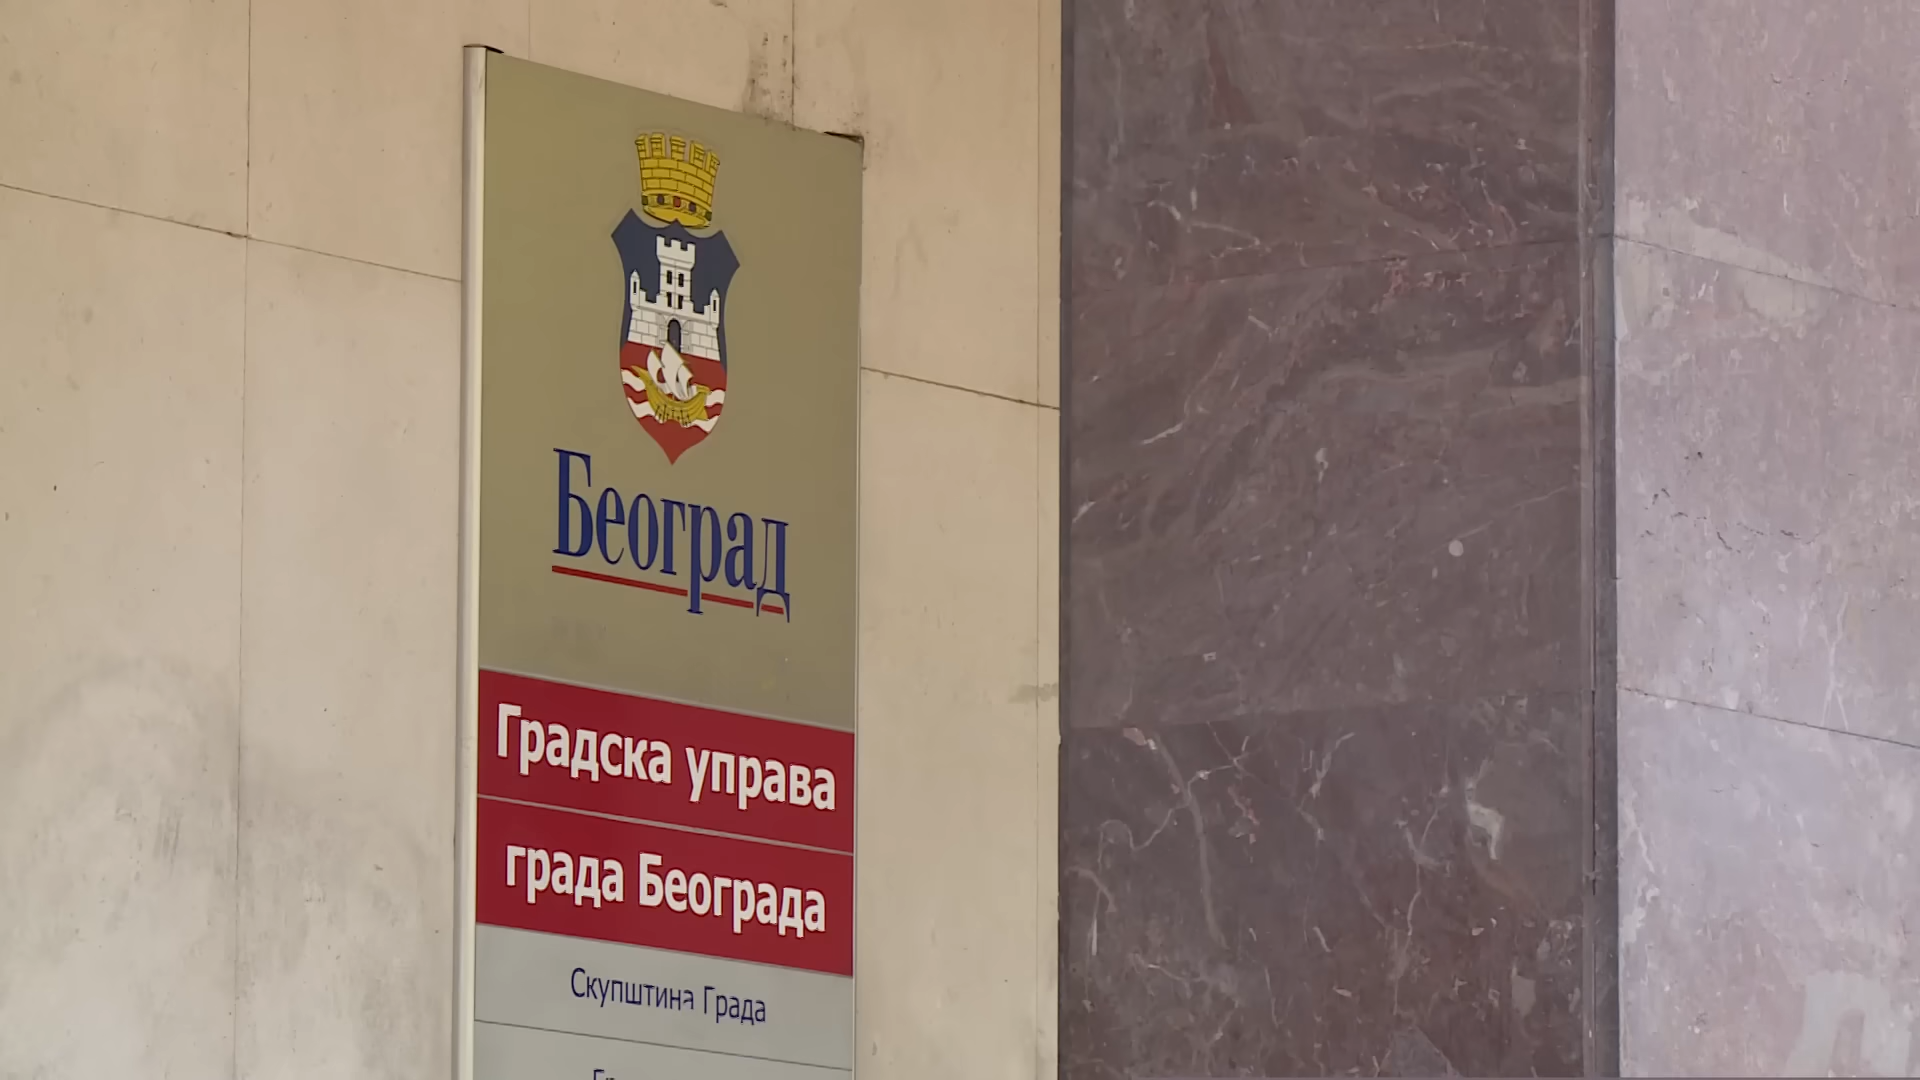 Београд
Градска управа
града Београда
Скупштина Града